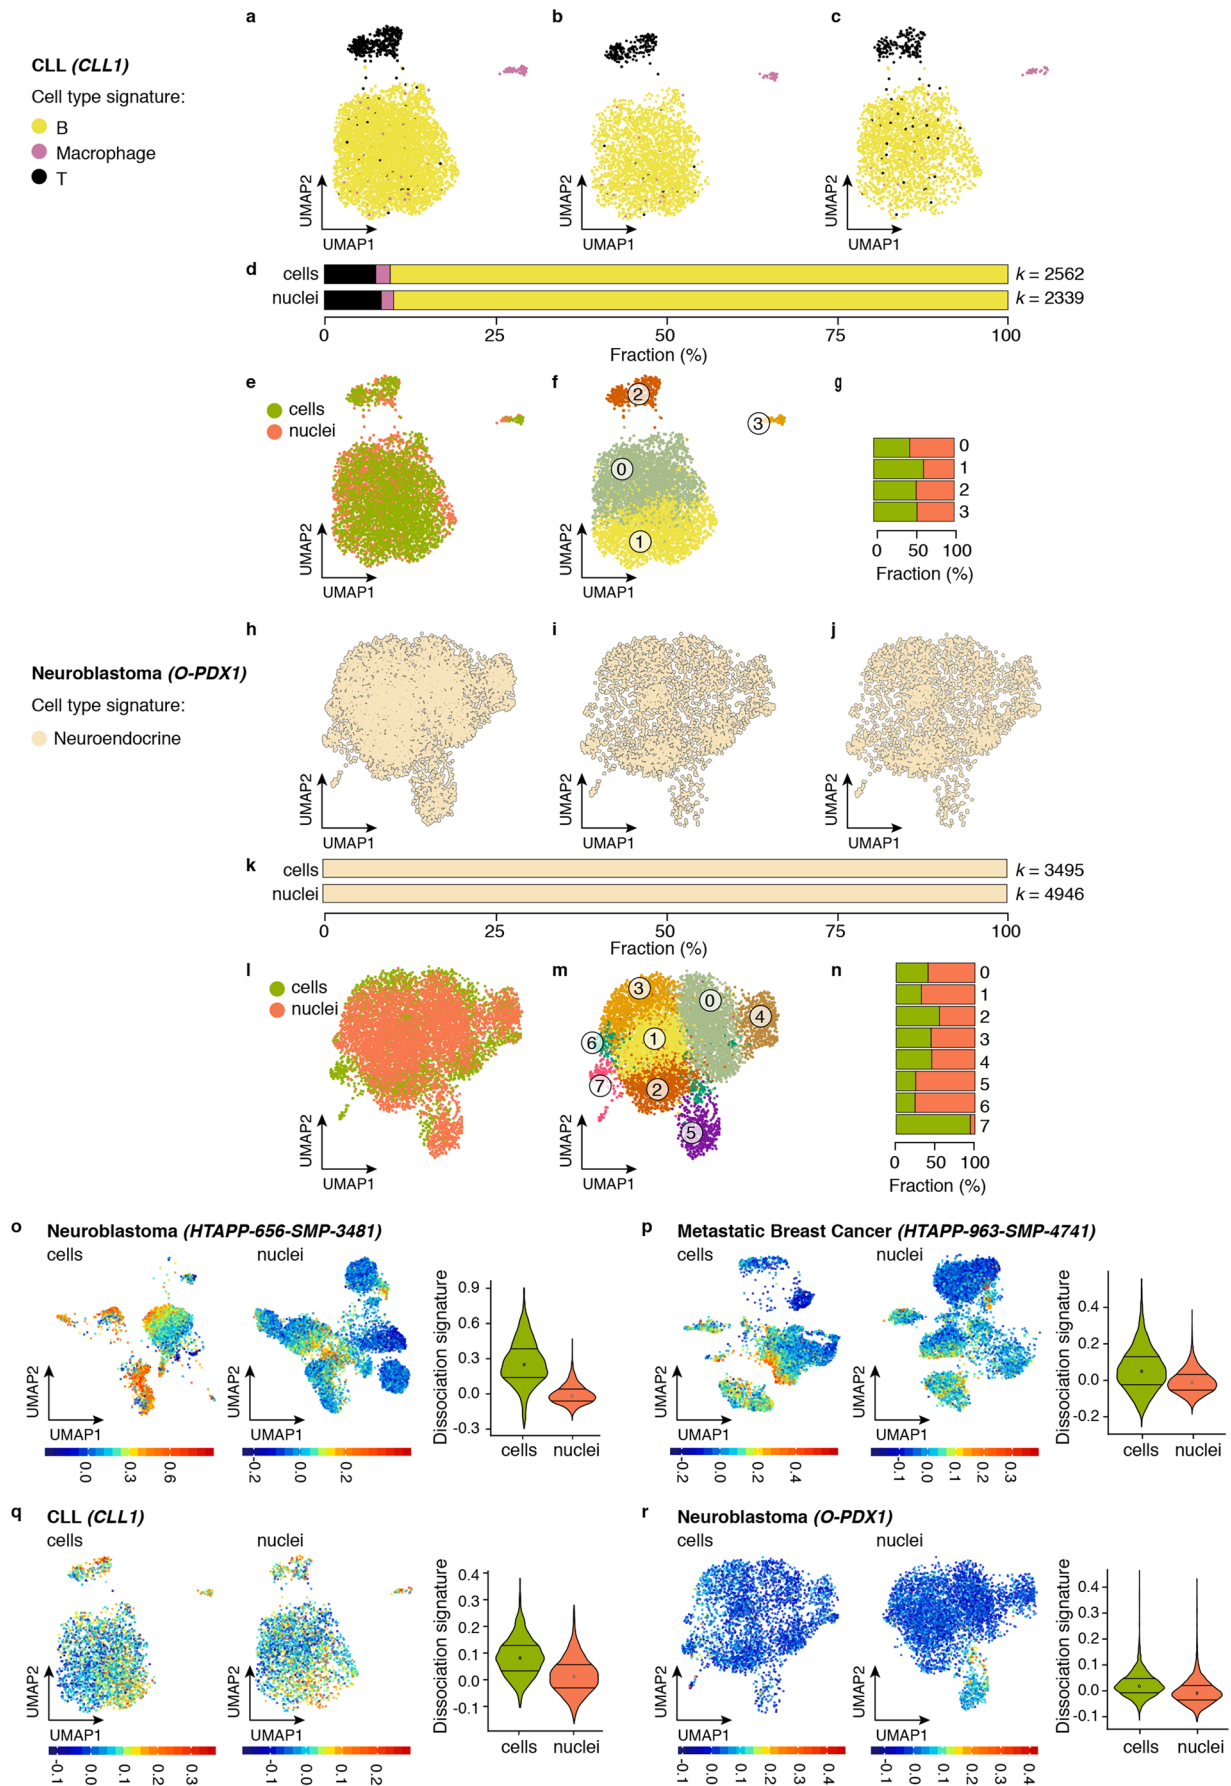 a
b
c
CLL (CLL1)
Cell type signature:
B
Macrophage
T
UMAP2
UMAP1
UMAP2
UMAP1
UMAP2
UMAP1
d
cells
k = 2562
nuclei
k = 2339
0 25 50 75 100
Fraction (%)
e
cells
nuclei
UMAP2
UMAP1
f
2
3
0
1
UMAP2
UMAP1
g
0
1
2
3
0 50 100
Fraction (%)
h
i
j
Neuroblastoma (O-PDX1)
Cell type signature:
Neuroendocrine
UMAP2
UMAP1
UMAP2
UMAP1
UMAP2
UMAP1
k
cells
k = 3495
nuclei
k = 4946
0 25 50 75 100
Fraction (%)
l
cells
nuclei
UMAP2
UMAP1
m
3
0
4
1
6
7
2
5
UMAP2
UMAP1
n
0
1
2
3
4
5
6
7
0 50 100
Fraction (%)
o
Neuroblastoma (HTAPP-656-SMP-3481)
cells
nuclei
UMAP2
UMAP1
0.0 0.3 0.6
UMAP2
UMAP1
-0.2 0.0 0.2
Dissociation signature
0.9
0.6
0.3
0.0
-0.3
cells nuclei
p
Metastatic Breast Cancer (HTAPP-963-SMP-4741)
cells
nuclei
UMAP2
UMAP1
-0.2 0.0 0.2 0.4
UMAP2
UMAP1
-0.1 0.0 0.1 0.2 0.3
Dissociation signature
0.4
0.2
0.0
-0.2
cells nuclei
q
CLL (CLL1)
cells
nuclei
UMAP2
UMAP1
-0.1 0.0 0.1 0.2 0.3
UMAP2
UMAP1
-0.1 0.0 0.1 0.2
Dissociation signature
0.4
0.3
0.2
0.1
0.0
-0.1
cells nuclei
r
Neuroblastoma (O-PDX1)
cells
nuclei
UMAP2
UMAP1
-0.1 0.0 0.1 0.2 0.3 0.4
UMAP2
UMAP1
-0.1 0.0 0.1 0.2 0.3 0.4
Dissociation signature
0.4
0.3
0.2
0.1
0.0
-0.1
cells nuclei